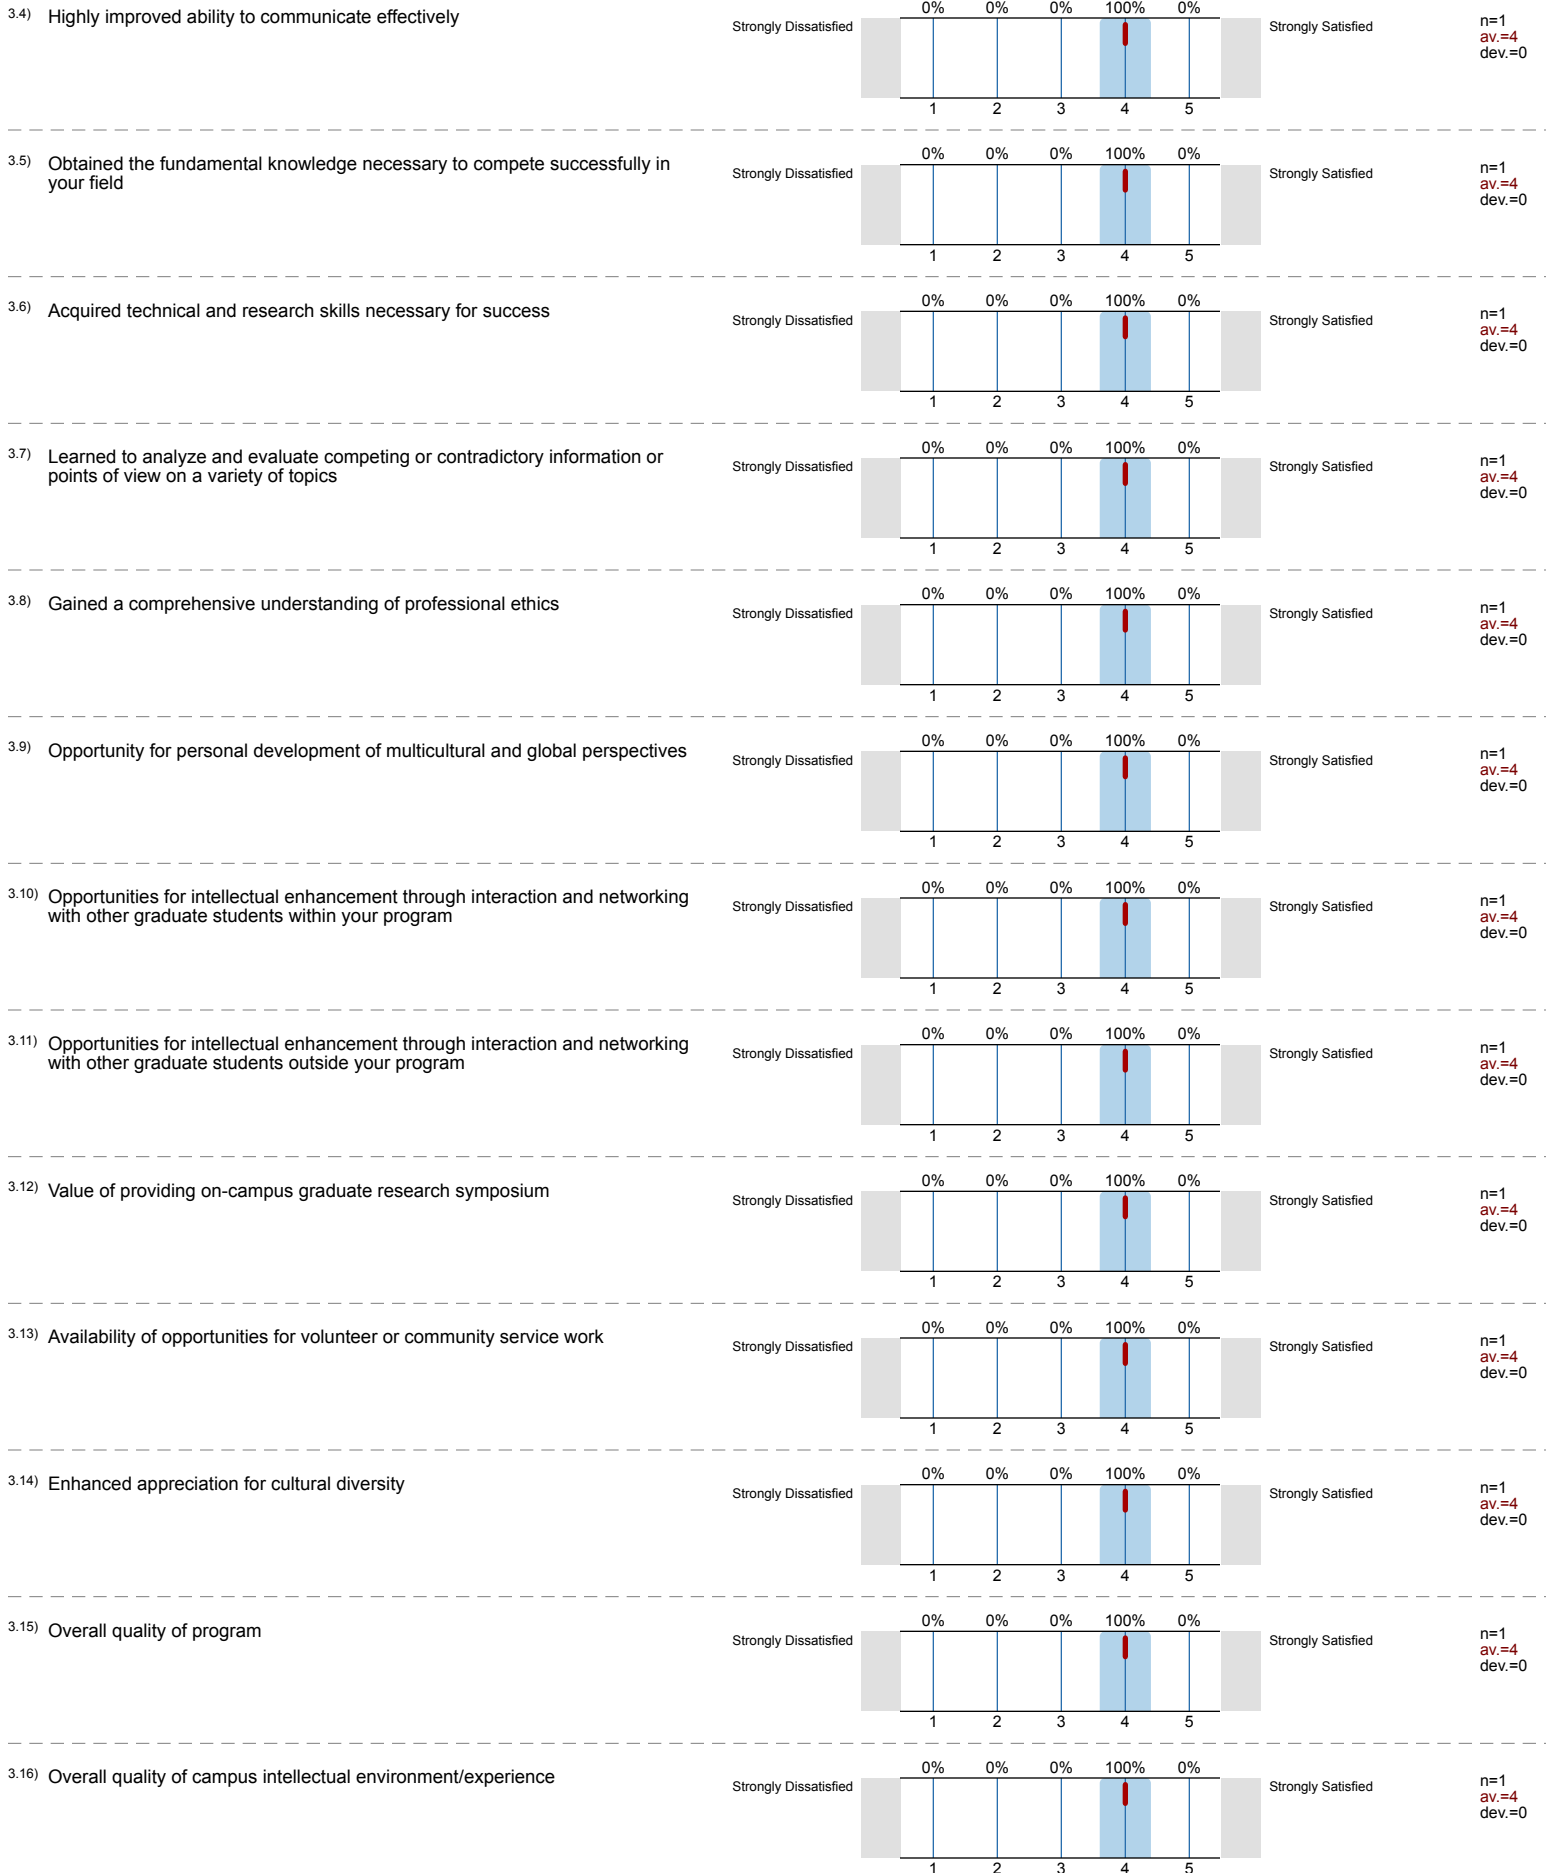 3.4) Highly improved ability to communicate effectively
0% 0% 0% 100% 0%
Strongly Dissatisfied Strongly Satisfied
n=1
av.=4
dev.=0
1 2 3 4 5
3.5) Obtained the fundamental knowledge necessary to compete successfully in
your field
0% 0% 0% 100% 0%
Strongly Dissatisfied Strongly Satisfied
n=1
av.=4
dev.=0
1 2 3 4 5
3.6) Acquired technical and research skills necessary for success
0% 0% 0% 100% 0%
Strongly Dissatisfied Strongly Satisfied
n=1
av.=4
dev.=0
1 2 3 4 5
3.7) Learned to analyze and evaluate competing or contradictory information or
points of view on a variety of topics
0% 0% 0% 100% 0%
Strongly Dissatisfied Strongly Satisfied
n=1
av.=4
dev.=0
1 2 3 4 5
3.8) Gained a comprehensive understanding of professional ethics
0% 0% 0% 100% 0%
Strongly Dissatisfied Strongly Satisfied
n=1
av.=4
dev.=0
1 2 3 4 5
3.9) Opportunity for personal development of multicultural and global perspectives
0% 0% 0% 100% 0%
Strongly Dissatisfied Strongly Satisfied
n=1
av.=4
dev.=0
1 2 3 4 5
3.10) Opportunities for intellectual enhancement through interaction and networking
with other graduate students within your program
0% 0% 0% 100% 0%
Strongly Dissatisfied Strongly Satisfied
n=1
av.=4
dev.=0
1 2 3 4 5
3.11) Opportunities for intellectual enhancement through interaction and networking
with other graduate students outside your program
0% 0% 0% 100% 0%
Strongly Dissatisfied Strongly Satisfied
n=1
av.=4
dev.=0
1 2 3 4 5
3.12) Value of providing on-campus graduate research symposium
0% 0% 0% 100% 0%
Strongly Dissatisfied Strongly Satisfied
n=1
av.=4
dev.=0
1 2 3 4 5
3.13) Availability of opportunities for volunteer or community service work
0% 0% 0% 100% 0%
Strongly Dissatisfied Strongly Satisfied
n=1
av.=4
dev.=0
1 2 3 4 5
3.14) Enhanced appreciation for cultural diversity
0% 0% 0% 100% 0%
Strongly Dissatisfied Strongly Satisfied
n=1
av.=4
dev.=0
1 2 3 4 5
3.15) Overall quality of program
0% 0% 0% 100% 0%
Strongly Dissatisfied Strongly Satisfied
n=1
av.=4
dev.=0
1 2 3 4 5
3.16) Overall quality of campus intellectual environment/experience
0% 0% 0% 100% 0%
Strongly Dissatisfied Strongly Satisfied
n=1
av.=4
dev.=0
1 2 3 4 5